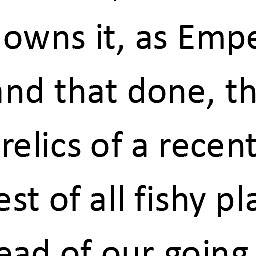 owns it, as Empe
nd that done, th
relics of a recent
est of all fishy pla
ead of our going